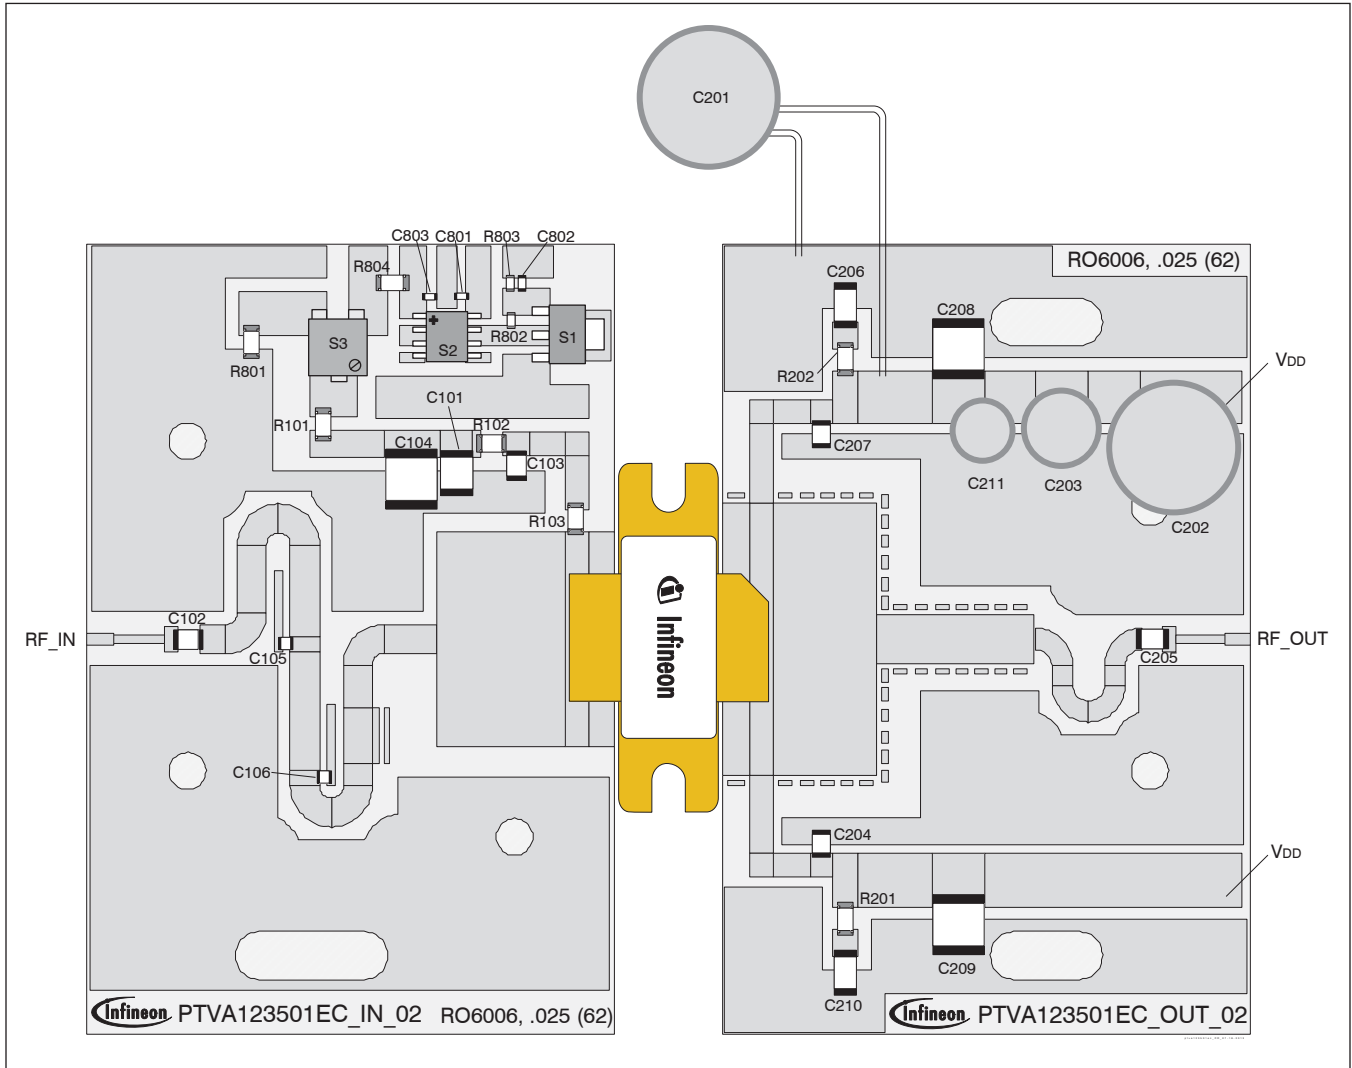 C201
C803
C801
R803
C802
R804
C206
RO6006, .025 (62)
C208
S3
S2
R802
S1
R801
R202
VDD
C101
R101
C104
R102
C103
C207
C211
C203
C202
R103
RF_IN
C102
C105
Infineon
C205
RF_OUT
C106
C204
VDD
R201
C209
C210
Infineon PTVA123501EC_IN_02 RO6006, .025 (62)
Infineon PTVA123501EC_OUT_02